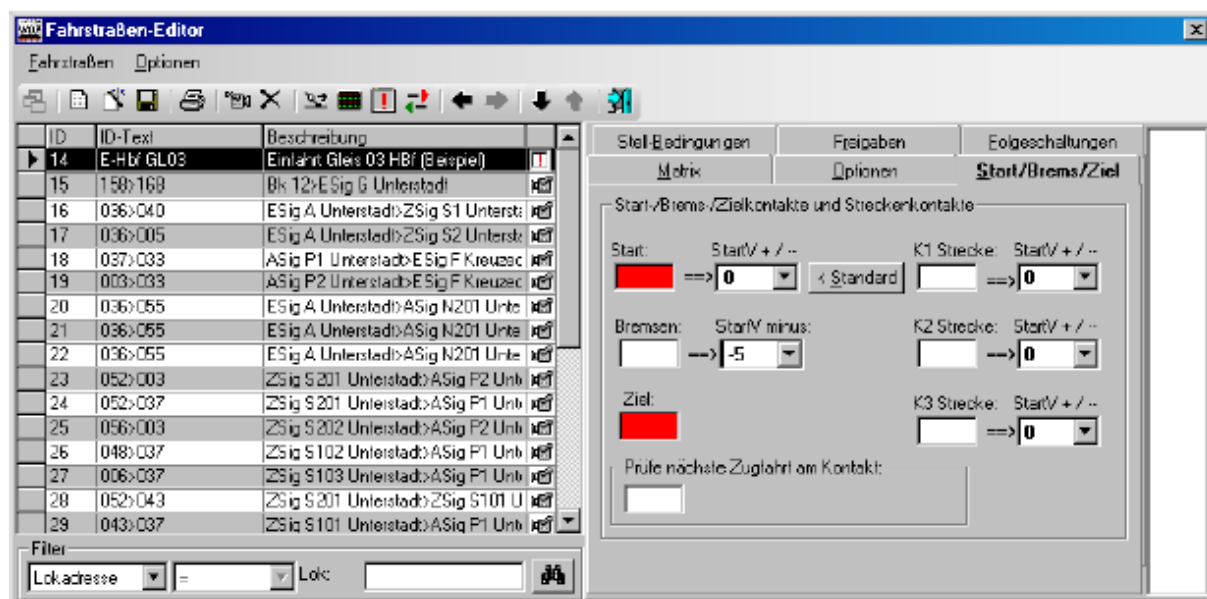 Fahrstraßen-Editor
Fahrstraßen Optionen
ID ID-Text Beschreibung
14 E-Hbf GL03 Einfahrt Gleis 03 HBf (Beispiel)
15 158>168 Bk 12>ESig G Unterstadt
16 036>040 ESig A Unterstadt>ZSig S1 Unterst
17 036>005 ESig A Unterstadt>ZSig S2 Unterst
18 037>033 ASig P1 Unterstadt>ESig F Kreuzec
19 003>033 ASig P2 Unterstadt>ESig F Kreuzec
20 036>055 ESig A Unterstadt>ASig N201 Unte
21 036>055 ESig A Unterstadt>ASig N201 Unte
22 036>055 ESig A Unterstadt>ASig N201 Unte
23 052>003 ZSig S201 Unterstadt>ASig P2 Unt
24 052>037 ZSig S201 Unterstadt>ASig P1 Unt
25 056>003 ZSig S202 Unterstadt>ASig P2 Unt
26 048>037 ZSig S102 Unterstadt>ASig P1 Unt
27 006>037 ZSig S103 Unterstadt>ASig P1 Unt
28 052>043 ZSig S201 Unterstadt>ZSig S101 U
29 043>037 ZSig S101 Unterstadt>ASig P1 Unt
Filter
Lokadresse = Lok:
Stell-Bedingungen Freigaben Folgeschaltungen
Matrix Optionen Start/Brems/Ziel
Start-/Brems-/Zielkontakte und Streckenkontakte
Start: StartV + / -- K1 Strecke: StartV + / --
==> 0 < Standard ==> 0
Bremsen: StartV minus: K2 Strecke: StartV + / --
==> -5 ==> 0
Ziel: K3 Strecke: StartV + / --
==> 0
Prüfe nächste Zugfahrt am Kontakt: